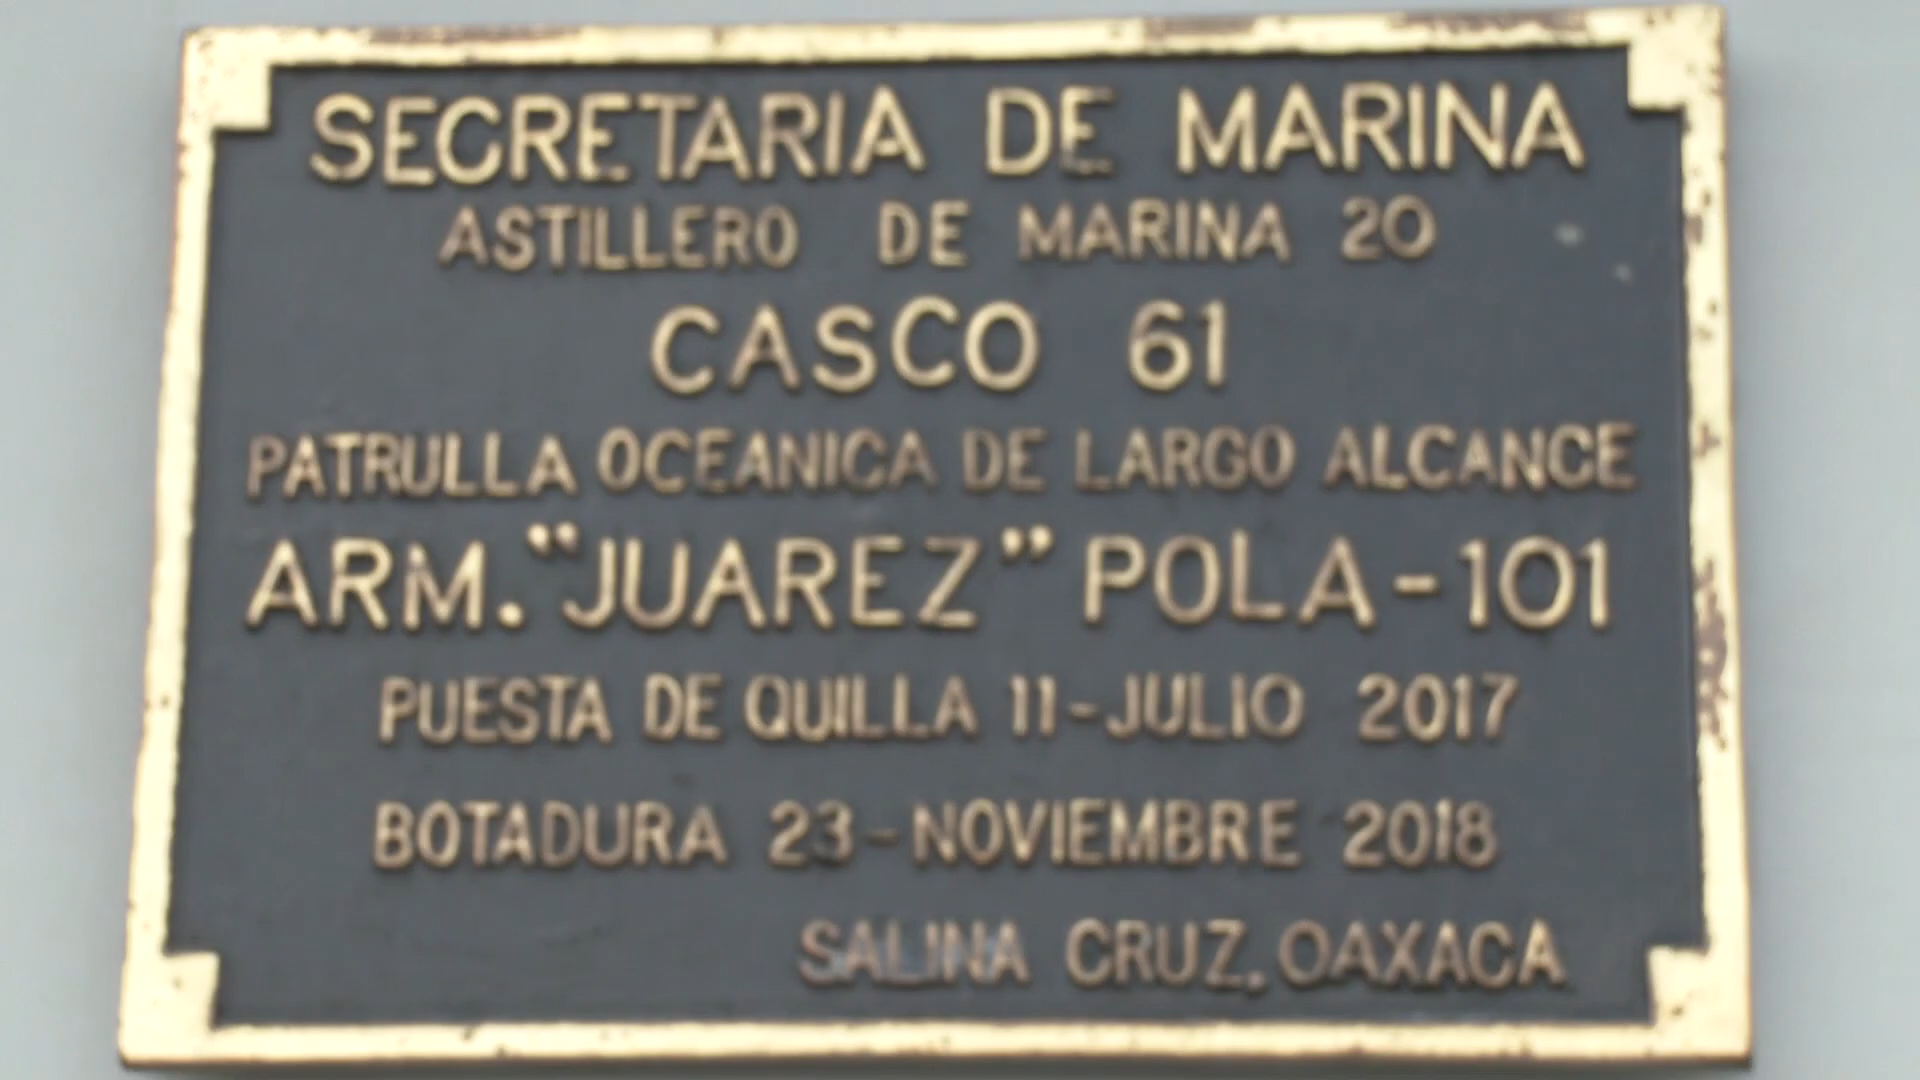 SECRETARIA DE MARINA
ASTILLERO DE MARINA 20
CASCO 61
PATRULLA OCEANICA DE LARGO ALCANCE
ARM. "JUAREZ" POLA-101
PUESTA DE QUILLA 11-JULIO 2017
BOTADURA 23-NOVIEMBRE 2018
SALINA CRUZ, OAXACA